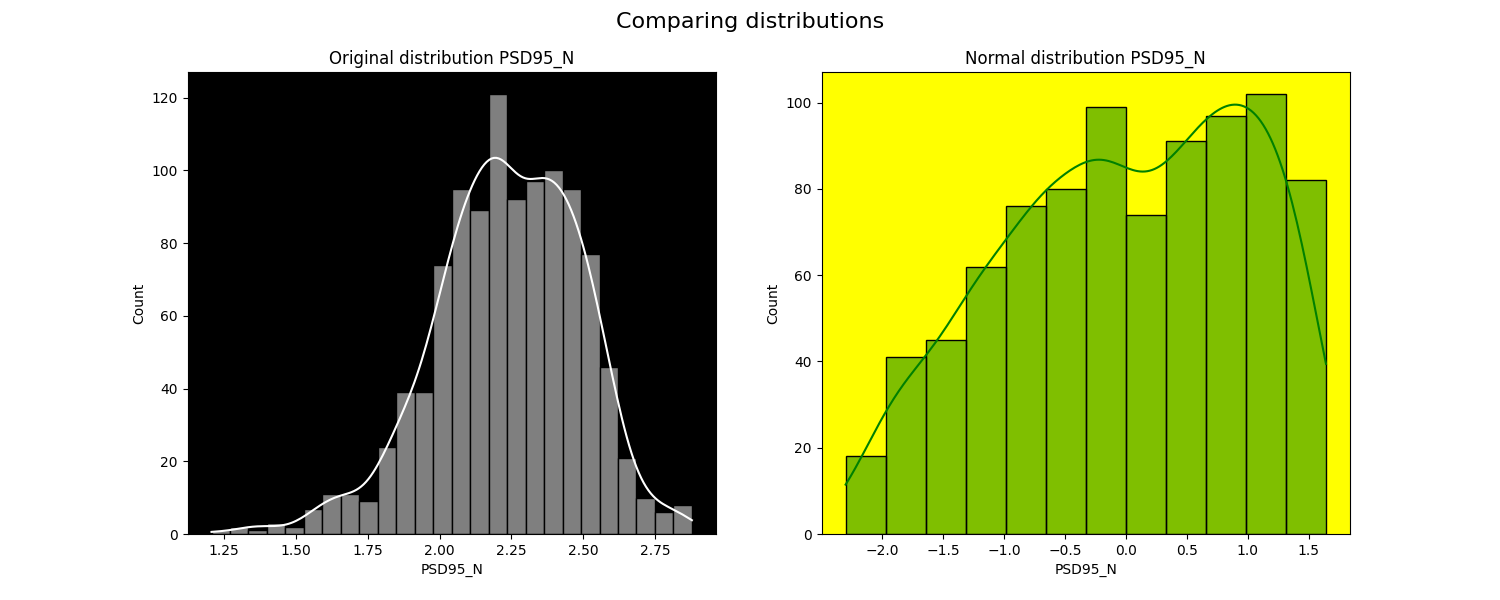 Comparing distributions
Original distribution PSD95_N
Normal distribution PSD95_N
120
100
80
60
40
20
0
Count
1.25 1.50 1.75 2.00 2.25 2.50 2.75
PSD95_N
100
80
60
40
20
0
Count
−2.0 −1.5 −1.0 −0.5 0.0 0.5 1.0 1.5
PSD95_N